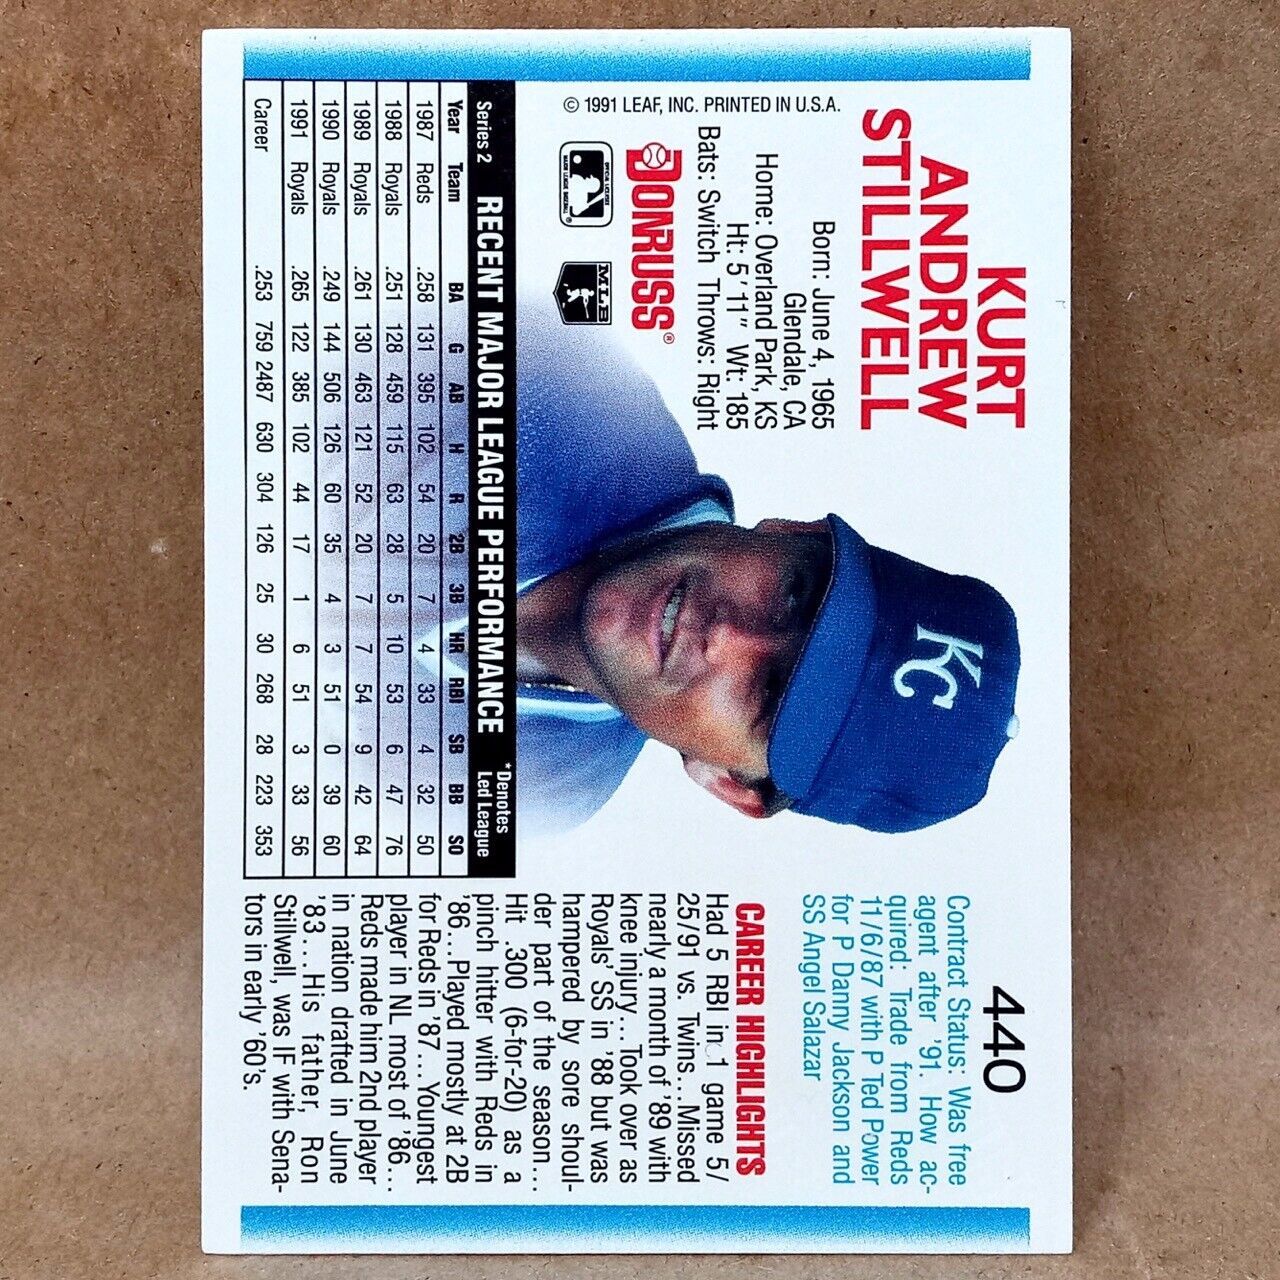 KURT
ANDREW
STILLWELL
Born: June 4, 1965
Glendale, CA
Home: Overland Park, KS
Ht: 5' 11" Wt: 185
Bats: Switch Throws: Right
DONRUSS®
© 1991 LEAF, INC. PRINTED IN U.S.A.
OFFICIAL LICENSEE
MAJOR LEAGUE BASEBALL
®
MLB
KC
440
Contract Status: Was free
agent after '91. How ac-
quired: Trade from Reds
11/6/87 with P Ted Power
for P Danny Jackson and
SS Angel Salazar
CAREER HIGHLIGHTS
Had 5 RBI in 1 game 5/
25/91 vs. Twins...Missed
nearly a month of '89 with
knee injury...Took over as
Royals' SS in '88 but was
hampered by sore shoul-
der part of the season...
Hit .300 (6-for-20) as a
pinch hitter with Reds in
'86...Played mostly at 2B
for Reds in '87...Youngest
player in NL most of '86...
Reds made him 2nd player
in nation drafted in June
'83...His father, Ron
Stillwell, was IF with Sena-
tors in early '60's.
Series 2 RECENT MAJOR LEAGUE PERFORMANCE *Denotes Led League
Year Team BA G AB H R 2B 3B HR RBI SB BB SO
1987 Reds .258 131 395 102 54 20 7 4 33 4 32 50
1988 Royals .251 128 459 115 63 28 5 10 53 6 47 76
1989 Royals .261 130 463 121 52 20 7 7 54 9 42 64
1990 Royals .249 144 506 126 60 35 4 3 51 0 39 60
1991 Royals .265 122 385 102 44 17 1 6 51 3 33 56
Career .253 759 2487 630 304 126 25 30 268 28 223 353